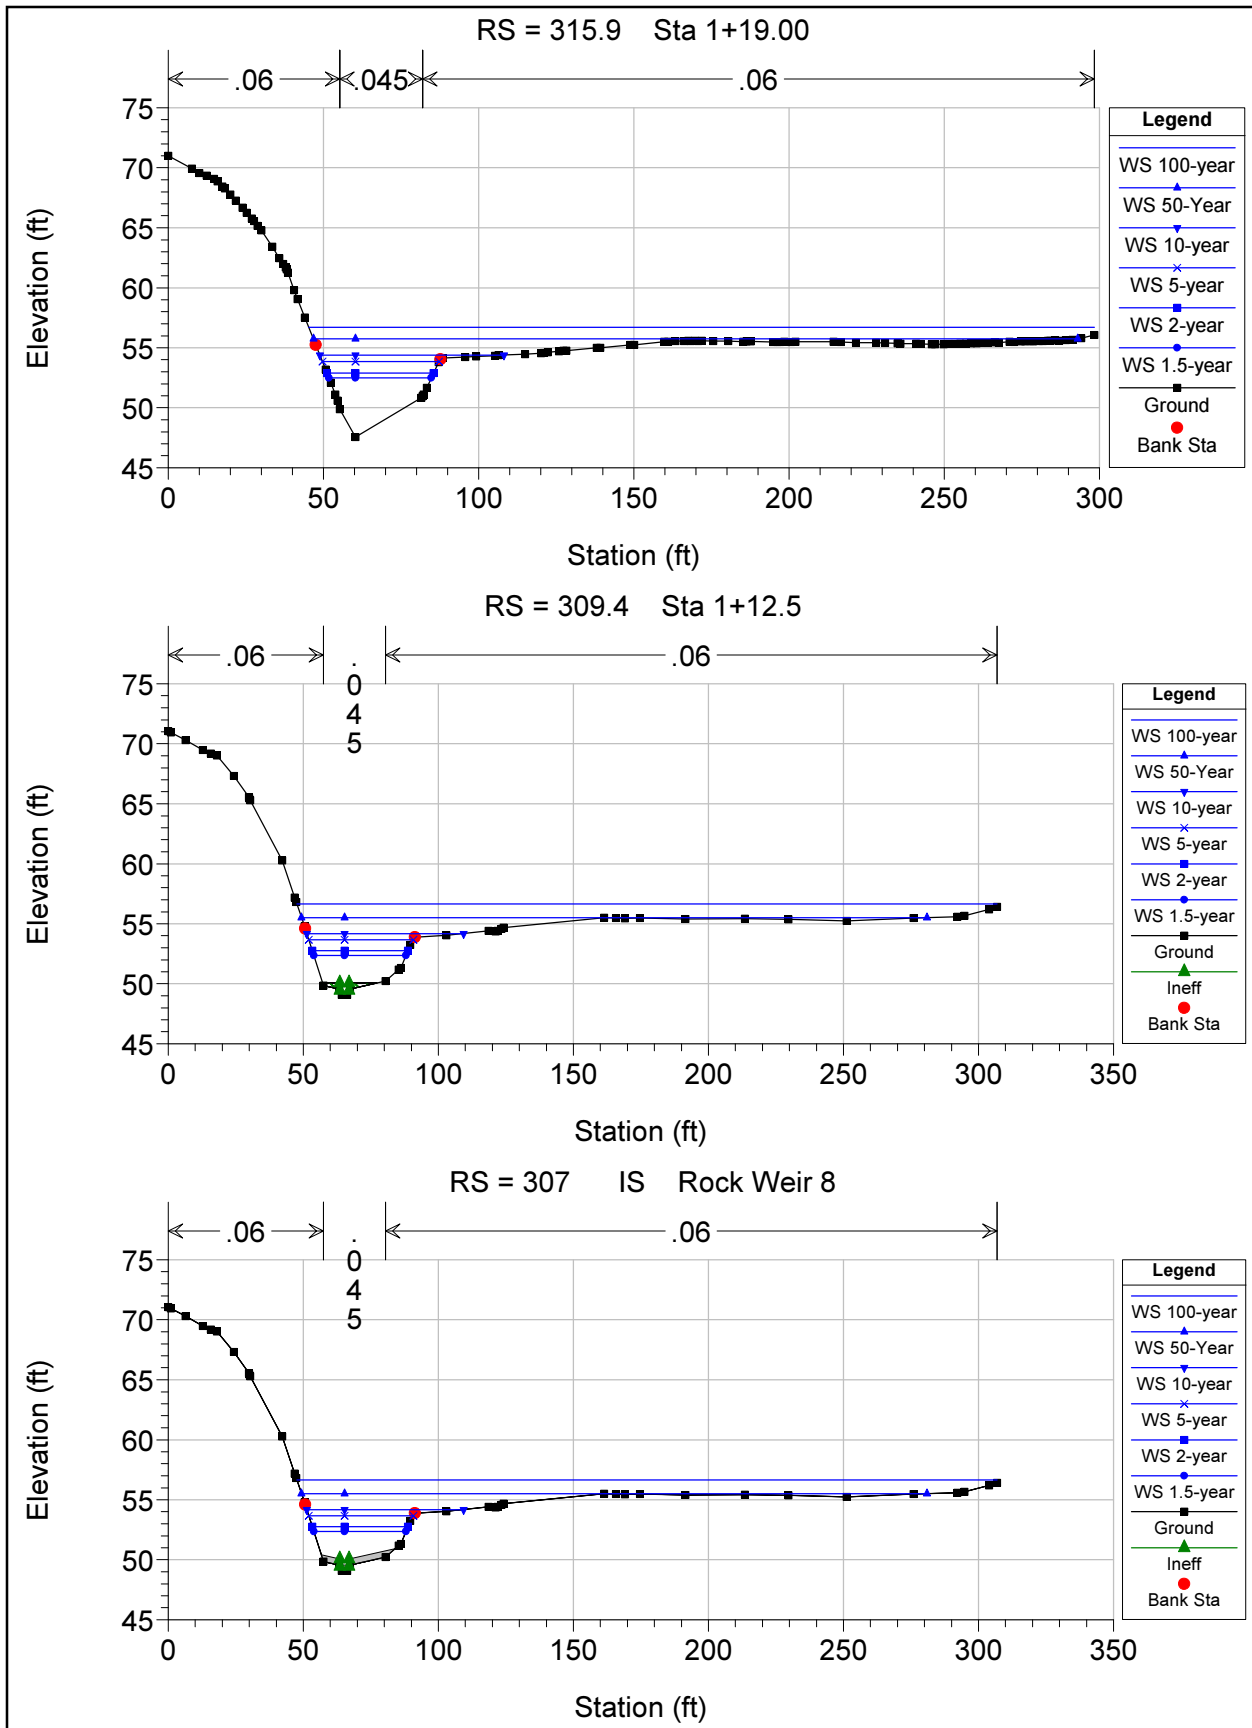 RS = 315.9 Sta 1+19.00
.06 .045 .06
75
70
65
60
55
50
45
0 50 100 150 200 250 300
Elevation (ft)
Station (ft)
Legend
WS 100-year
WS 50-Year
WS 10-year
WS 5-year
WS 2-year
WS 1.5-year
Ground
Bank Sta
RS = 309.4 Sta 1+12.5
.06 .045 .06
75
70
65
60
55
50
45
0 50 100 150 200 250 300 350
Elevation (ft)
Station (ft)
Legend
WS 100-year
WS 50-Year
WS 10-year
WS 5-year
WS 2-year
WS 1.5-year
Ground
Ineff
Bank Sta
RS = 307 IS Rock Weir 8
.06 .045 .06
75
70
65
60
55
50
45
0 50 100 150 200 250 300 350
Elevation (ft)
Station (ft)
Legend
WS 100-year
WS 50-Year
WS 10-year
WS 5-year
WS 2-year
WS 1.5-year
Ground
Ineff
Bank Sta